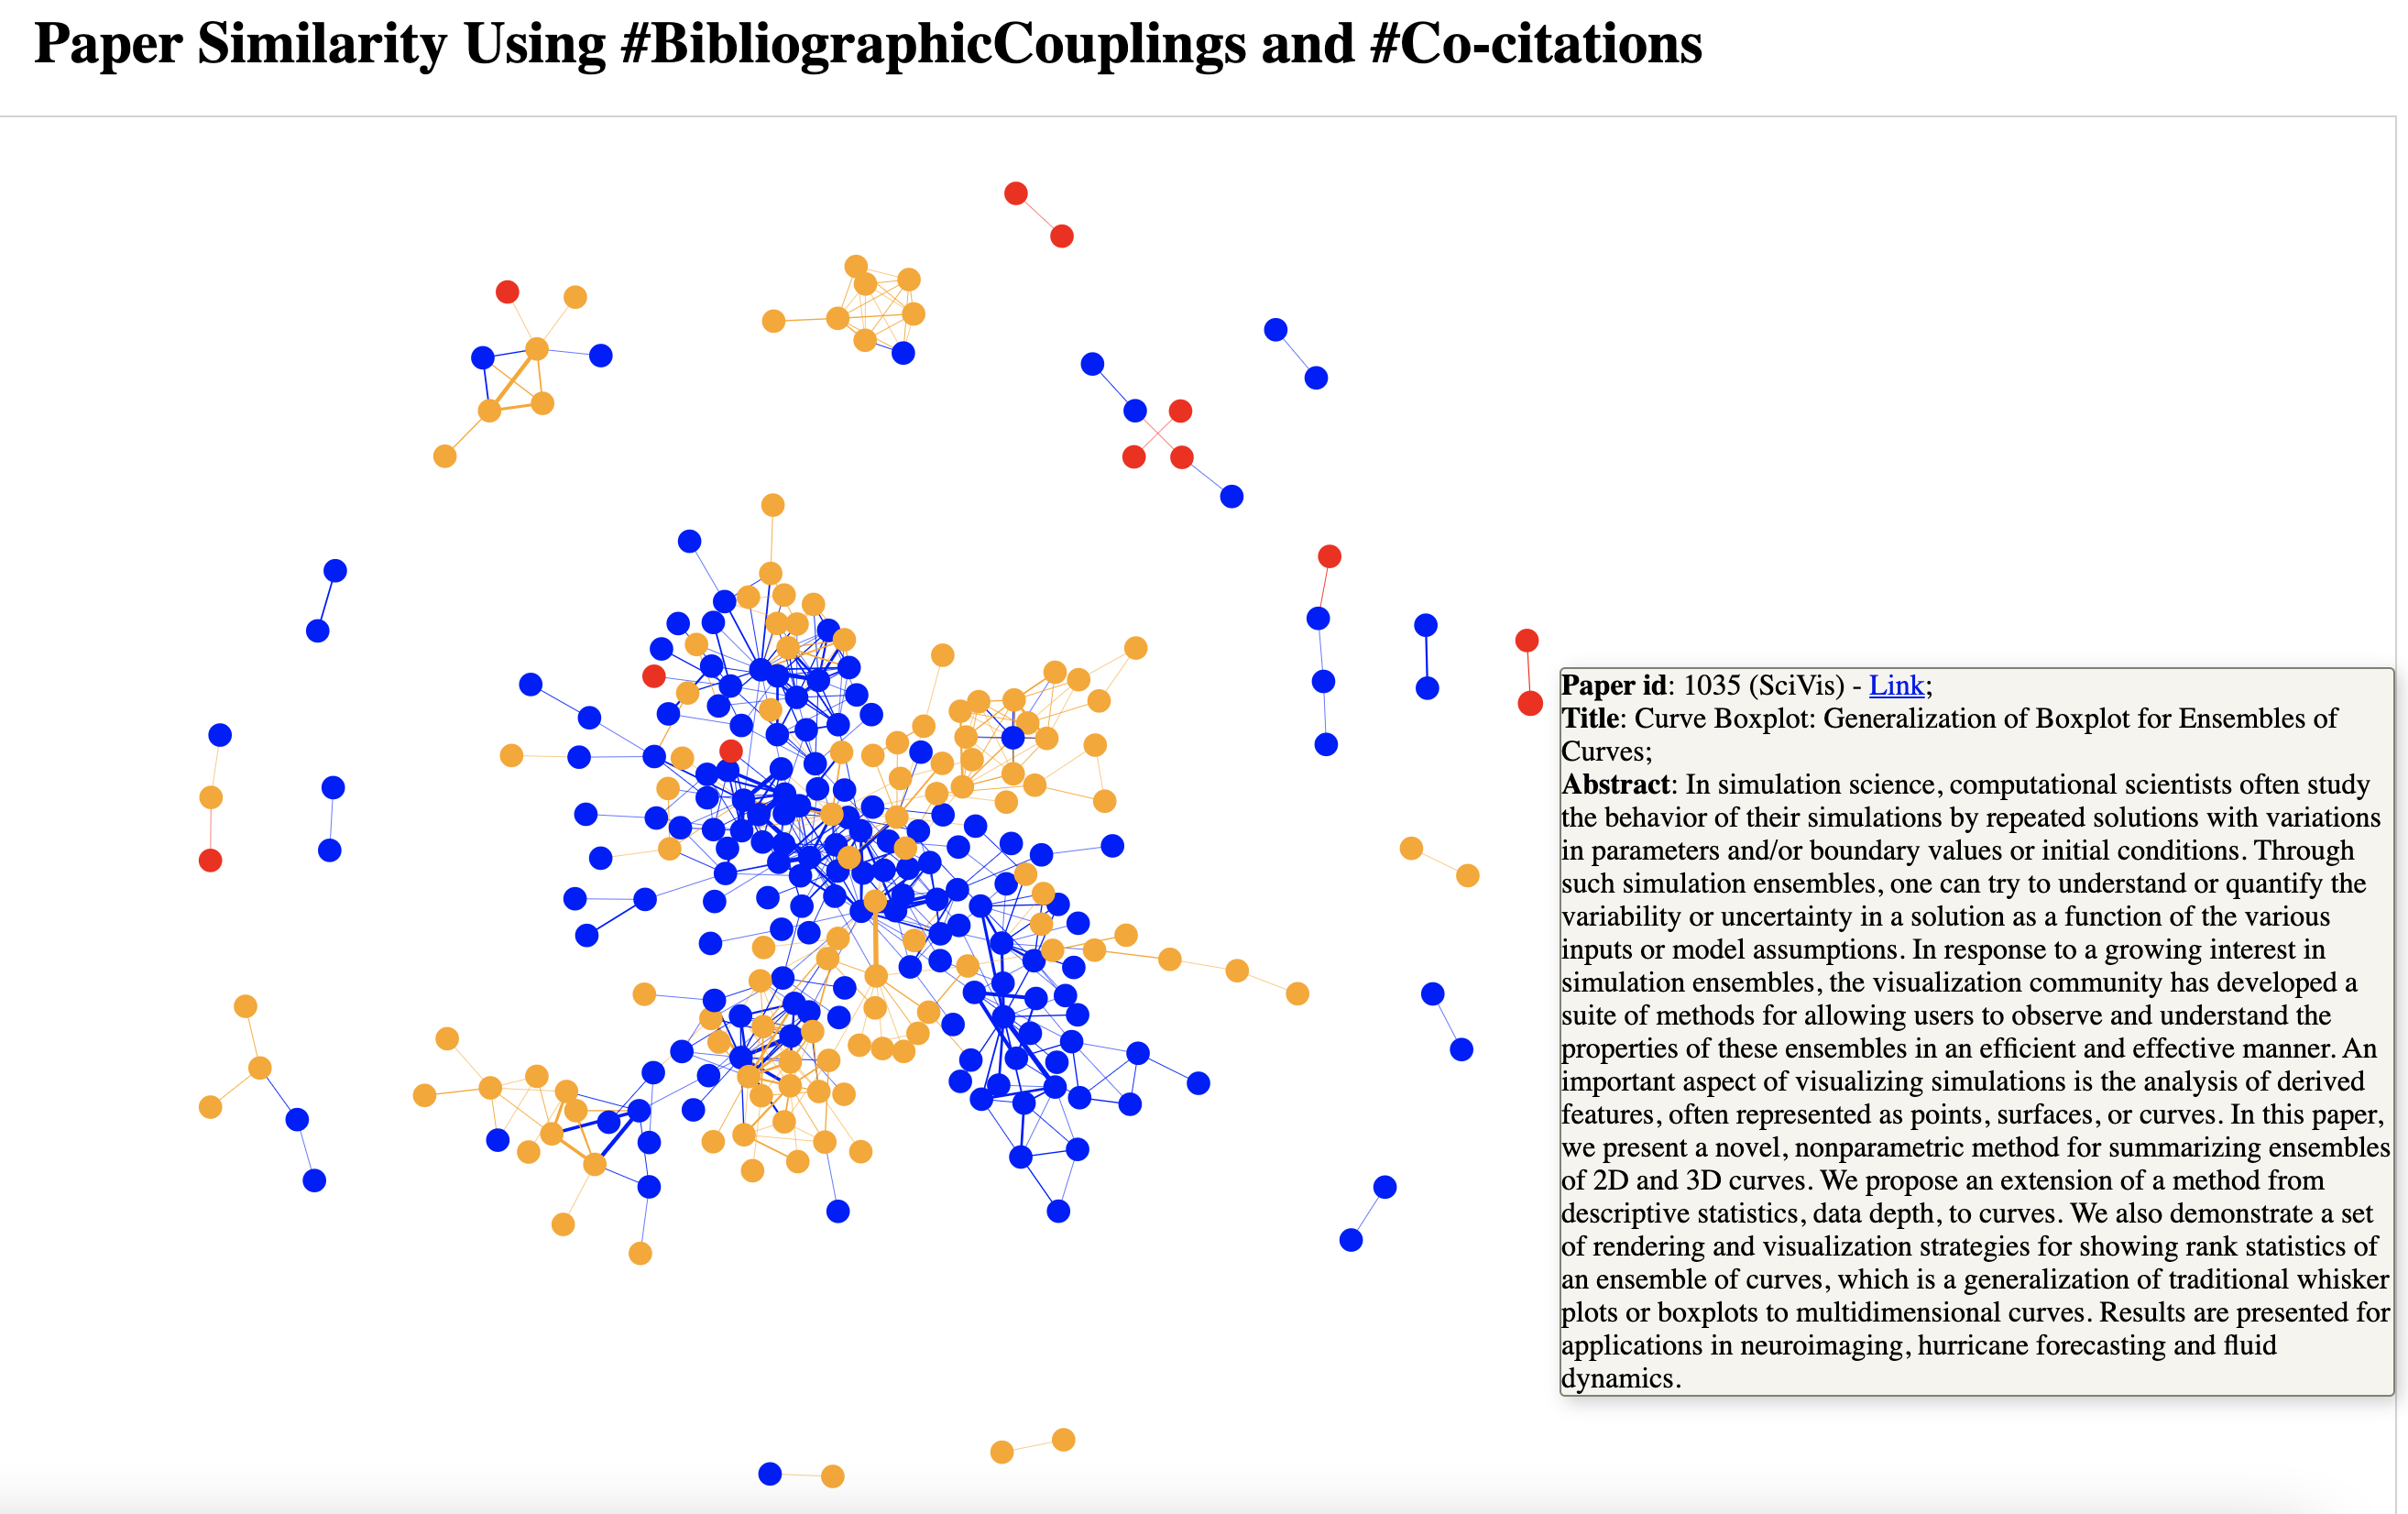 Paper Similarity Using #BibliographicCouplings and #Co-citations
Paper id: 1035 (SciVis) - Link;
Title: Curve Boxplot: Generalization of Boxplot for Ensembles of
Curves;
Abstract: In simulation science, computational scientists often study
the behavior of their simulations by repeated solutions with variations
in parameters and/or boundary values or initial conditions. Through
such simulation ensembles, one can try to understand or quantify the
variability or uncertainty in a solution as a function of the various
inputs or model assumptions. In response to a growing interest in
simulation ensembles, the visualization community has developed a
suite of methods for allowing users to observe and understand the
properties of these ensembles in an efficient and effective manner. An
important aspect of visualizing simulations is the analysis of derived
features, often represented as points, surfaces, or curves. In this paper,
we present a novel, nonparametric method for summarizing ensembles
of 2D and 3D curves. We propose an extension of a method from
descriptive statistics, data depth, to curves. We also demonstrate a set
of rendering and visualization strategies for showing rank statistics of
an ensemble of curves, which is a generalization of traditional whisker
plots or boxplots to multidimensional curves. Results are presented for
applications in neuroimaging, hurricane forecasting and fluid
dynamics.